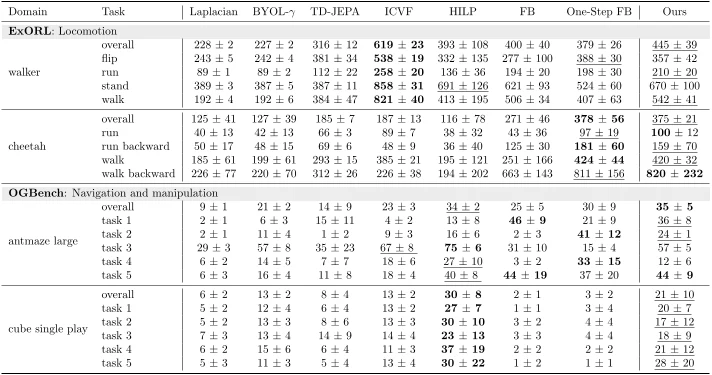 Domain Task Laplacian BYOL-γ TD-JEPA ICVF HILP FB One-Step FB Ours
ExORL: Locomotion
overall 228 ± 2 227 ± 2 316 ± 12 619 ± 23 393 ± 108 400 ± 40 379 ± 26 445 ± 39
flip 243 ± 5 242 ± 4 381 ± 34 538 ± 19 332 ± 135 277 ± 100 388 ± 30 357 ± 42
walker run 89 ± 1 89 ± 2 112 ± 22 258 ± 20 136 ± 36 194 ± 20 198 ± 30 210 ± 20
stand 389 ± 3 387 ± 5 387 ± 11 858 ± 31 691 ± 126 621 ± 93 524 ± 60 670 ± 100
walk 192 ± 4 192 ± 6 384 ± 47 821 ± 40 413 ± 195 506 ± 34 407 ± 63 542 ± 41
overall 125 ± 41 127 ± 39 185 ± 7 187 ± 13 116 ± 78 271 ± 46 378 ± 56 375 ± 21
run 40 ± 13 42 ± 13 66 ± 3 89 ± 7 38 ± 32 43 ± 36 97 ± 19 100 ± 12
cheetah run backward 50 ± 17 48 ± 15 69 ± 6 48 ± 9 36 ± 40 125 ± 30 181 ± 60 159 ± 70
walk 185 ± 61 199 ± 61 293 ± 15 385 ± 21 195 ± 121 251 ± 166 424 ± 44 420 ± 32
walk backward 226 ± 77 220 ± 70 312 ± 26 226 ± 38 194 ± 202 663 ± 143 811 ± 156 820 ± 232
OGBench: Navigation and manipulation
overall 9 ± 1 21 ± 2 14 ± 9 23 ± 3 34 ± 2 25 ± 5 30 ± 9 35 ± 5
task 1 2 ± 1 6 ± 3 15 ± 11 4 ± 2 13 ± 8 46 ± 9 21 ± 9 36 ± 8
antmaze large task 2 2 ± 1 11 ± 4 1 ± 2 9 ± 3 16 ± 6 2 ± 3 41 ± 12 24 ± 1
task 3 29 ± 3 57 ± 8 35 ± 23 67 ± 8 75 ± 6 31 ± 10 15 ± 4 57 ± 5
task 4 6 ± 2 14 ± 5 7 ± 7 18 ± 6 27 ± 10 3 ± 2 33 ± 15 12 ± 6
task 5 6 ± 3 16 ± 4 11 ± 8 18 ± 4 40 ± 8 44 ± 19 37 ± 20 44 ± 9
overall 6 ± 2 13 ± 2 8 ± 4 13 ± 2 30 ± 8 2 ± 1 3 ± 2 21 ± 10
task 1 5 ± 2 12 ± 4 6 ± 4 13 ± 2 27 ± 7 1 ± 1 3 ± 4 20 ± 7
cube single play task 2 5 ± 2 13 ± 3 8 ± 6 13 ± 3 30 ± 10 3 ± 2 4 ± 4 17 ± 12
task 3 7 ± 3 13 ± 4 14 ± 9 14 ± 4 23 ± 13 3 ± 3 4 ± 4 18 ± 9
task 4 6 ± 2 15 ± 6 6 ± 4 11 ± 3 37 ± 19 2 ± 2 2 ± 2 21 ± 12
task 5 5 ± 3 11 ± 3 5 ± 4 13 ± 4 30 ± 22 1 ± 2 1 ± 1 28 ± 20